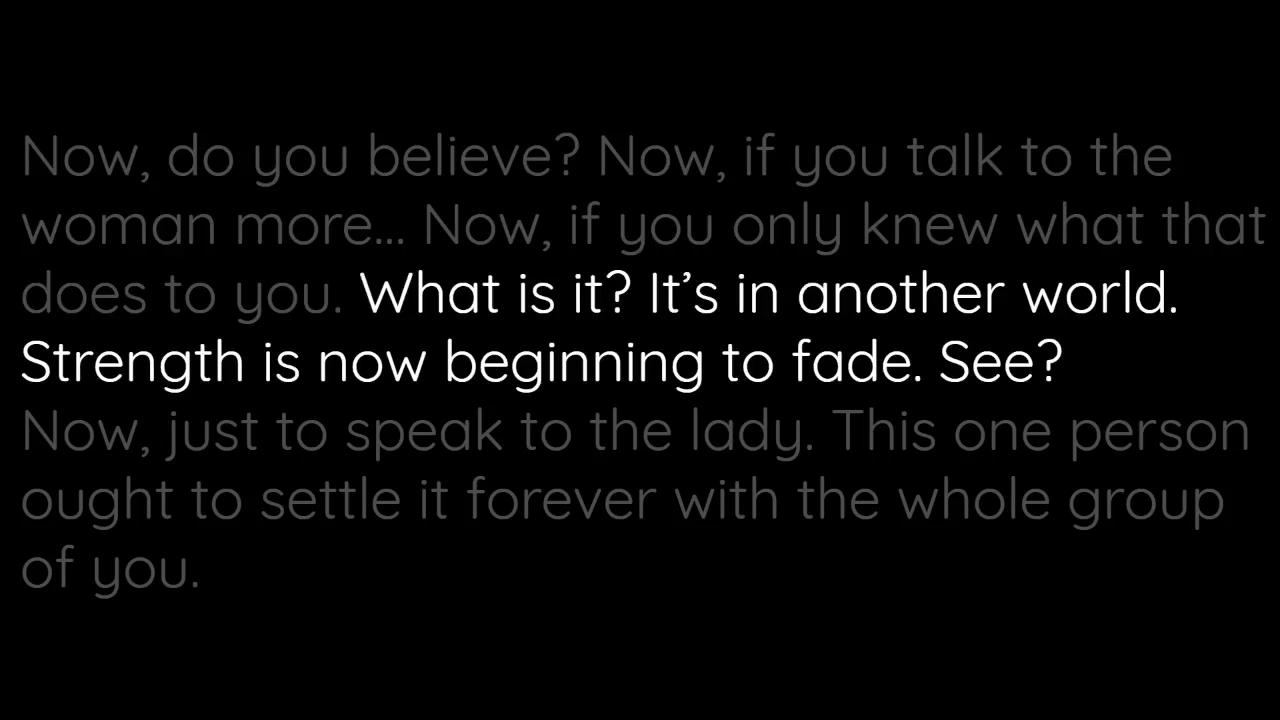 Now, do you believe? Now, if you talk to the
woman more... Now, if you only knew what that
does to you. What is it? It’s in another world.
Strength is now beginning to fade. See?
Now, just to speak to the lady. This one person
ought to settle it forever with the whole group
of you.